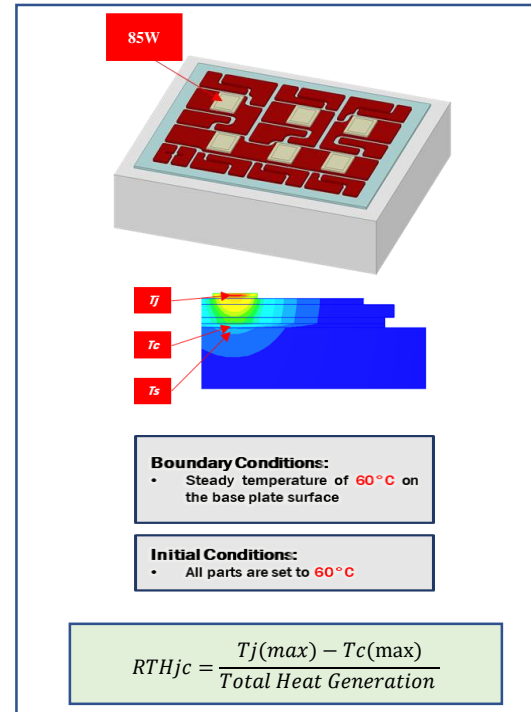 85W
Tj
Tc
Ts
Boundary Conditions:
• Steady temperature of 60°C on
the base plate surface
Initial Conditions:
• All parts are set to 60°C
RTHjc = Tj(max) − Tc(max)
Total Heat Generation